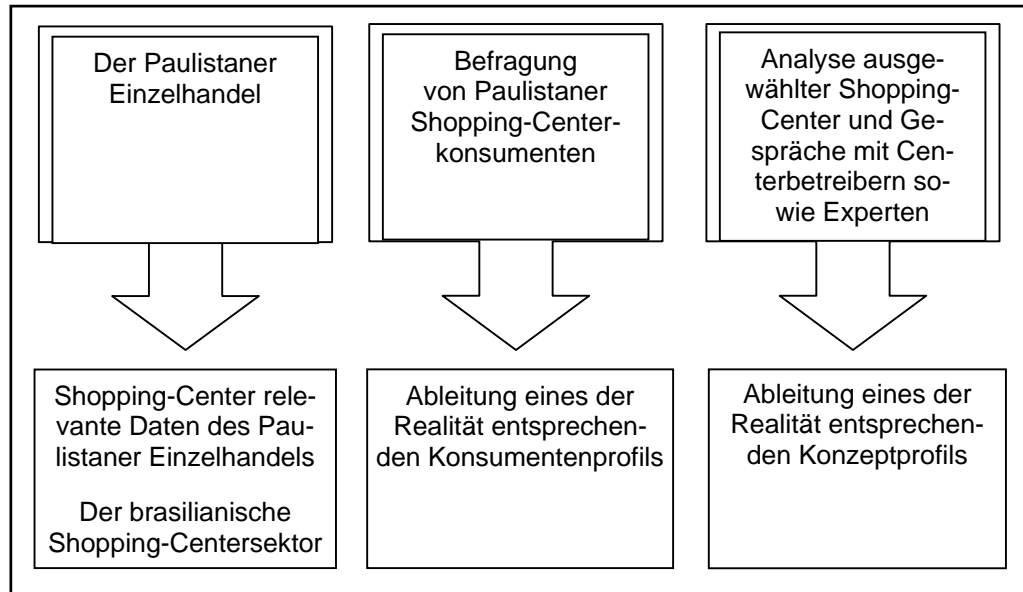 Der Paulistaner
Einzelhandel
Befragung
von Paulistaner
Shopping-Center-
konsumenten
Analyse ausge-
wählter Shopping-
Center und Ge-
spräche mit Cen-
terbetreibern so-
wie Experten
Shopping-Center rele-
vante Daten des Pau-
listaner Einzelhandels
Der brasilianische
Shopping-Centersektor
Ableitung eines der
Realität entsprechen-
den Konsumentenprofils
Ableitung eines der
Realität entsprechen-
den Konzeptprofils